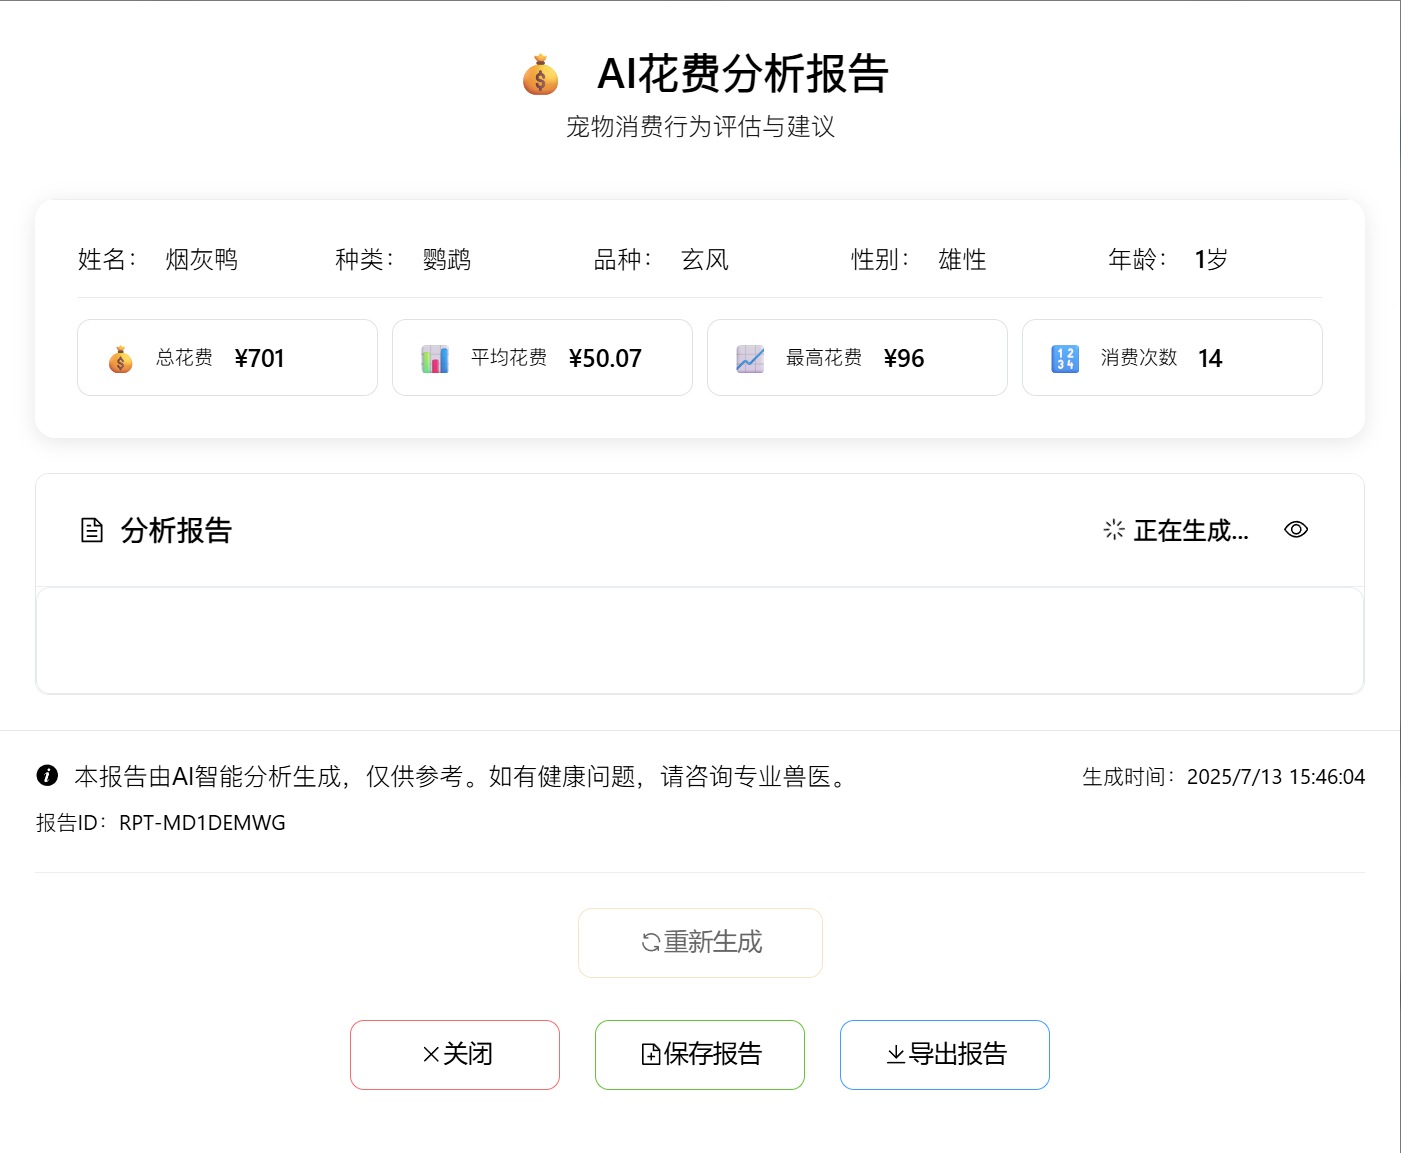 AI花费分析报告
宠物消费行为评估与建议
姓名： 烟灰鸭 种类： 鹦鹉 品种： 玄风 性别： 雄性 年龄： 1岁
总花费 ¥701 平均花费 ¥50.07 最高花费 ¥96 消费次数 14
分析报告 正在生成...
本报告由AI智能分析生成，仅供参考。如有健康问题，请咨询专业兽医。 生成时间：2025/7/13 15:46:04
报告ID：RPT-MD1DEMWG
重新生成
关闭 保存报告 导出报告